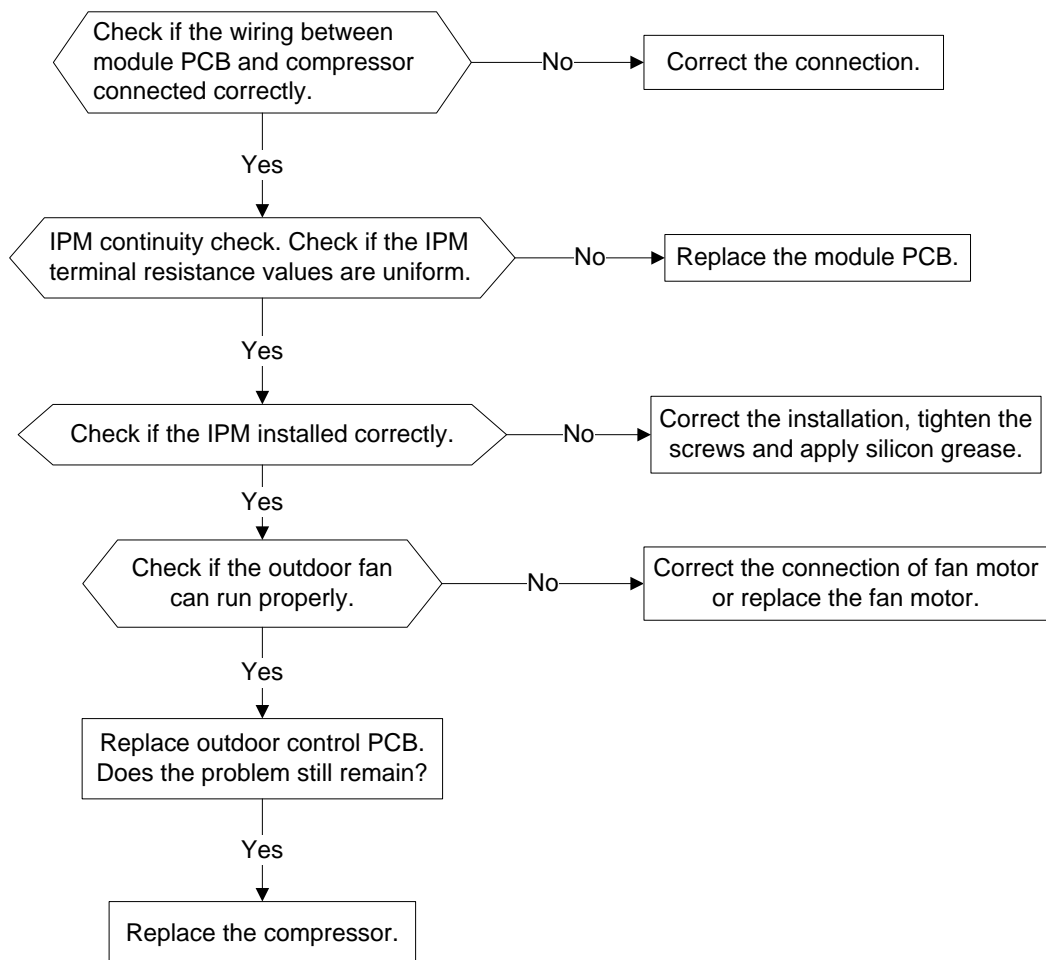 Check if the wiring between
module PCB and compressor
connected correctly.
No
Correct the connection.
Yes
IPM continuity check. Check if the IPM
terminal resistance values are uniform.
No
Replace the module PCB.
Yes
Check if the IPM installed correctly.
No
Correct the installation, tighten the
screws and apply silicon grease.
Yes
Check if the outdoor fan
can run properly.
No
Correct the connection of fan motor
or replace the fan motor.
Yes
Replace outdoor control PCB.
Does the problem still remain?
Yes
Replace the compressor.